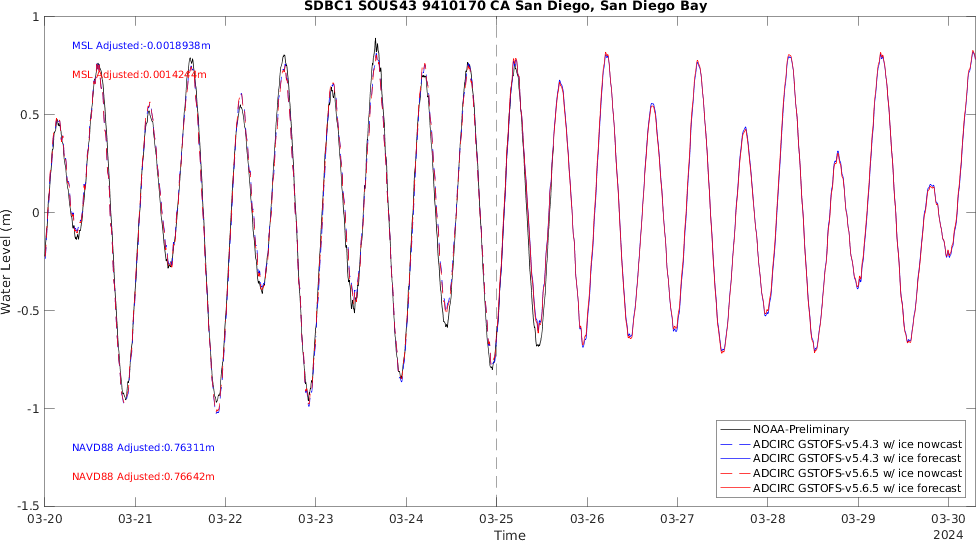 SDBC1 SOUS43 9410170 CA San Diego, San Diego Bay
1
0.5
0
-0.5
-1
-1.5
Water Level (m)
MSL Adjusted:-0.0018938m
MSL Adjusted:0.0014244m
NAVD88 Adjusted:0.76311m
NAVD88 Adjusted:0.76642m
NOAA-Preliminary
ADCIRC GSTOFS-v5.4.3 w/ ice nowcast
ADCIRC GSTOFS-v5.4.3 w/ ice forecast
ADCIRC GSTOFS-v5.6.5 w/ ice nowcast
ADCIRC GSTOFS-v5.6.5 w/ ice forecast
03-20 03-21 03-22 03-23 03-24 03-25 03-26 03-27 03-28 03-29 03-30
Time
2024